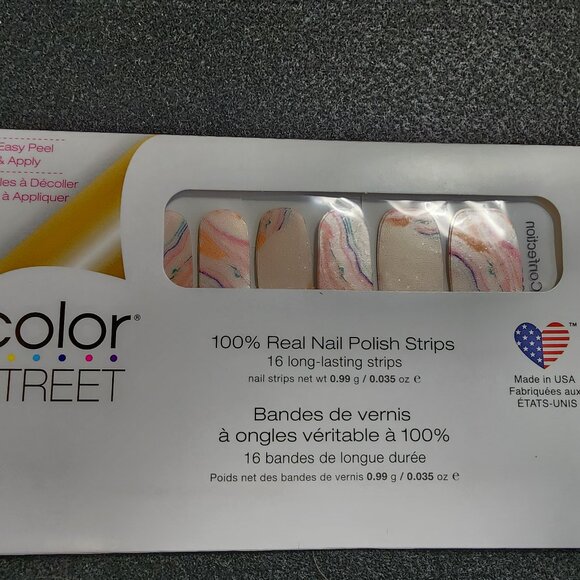 Easy Peel
& Apply
les à Décoller
à Appliquer
color®
TREET
Confection
100% Real Nail Polish Strips
16 long-lasting strips
nail strips net wt 0.99 g / 0.035 oz e
Bandes de vernis
à ongles véritable à 100%
16 bandes de longue durée
Poids net des bandes de vernis 0.99 g / 0.035 oz e
™
Made in USA
Fabriquées aux
ÉTATS-UNIS